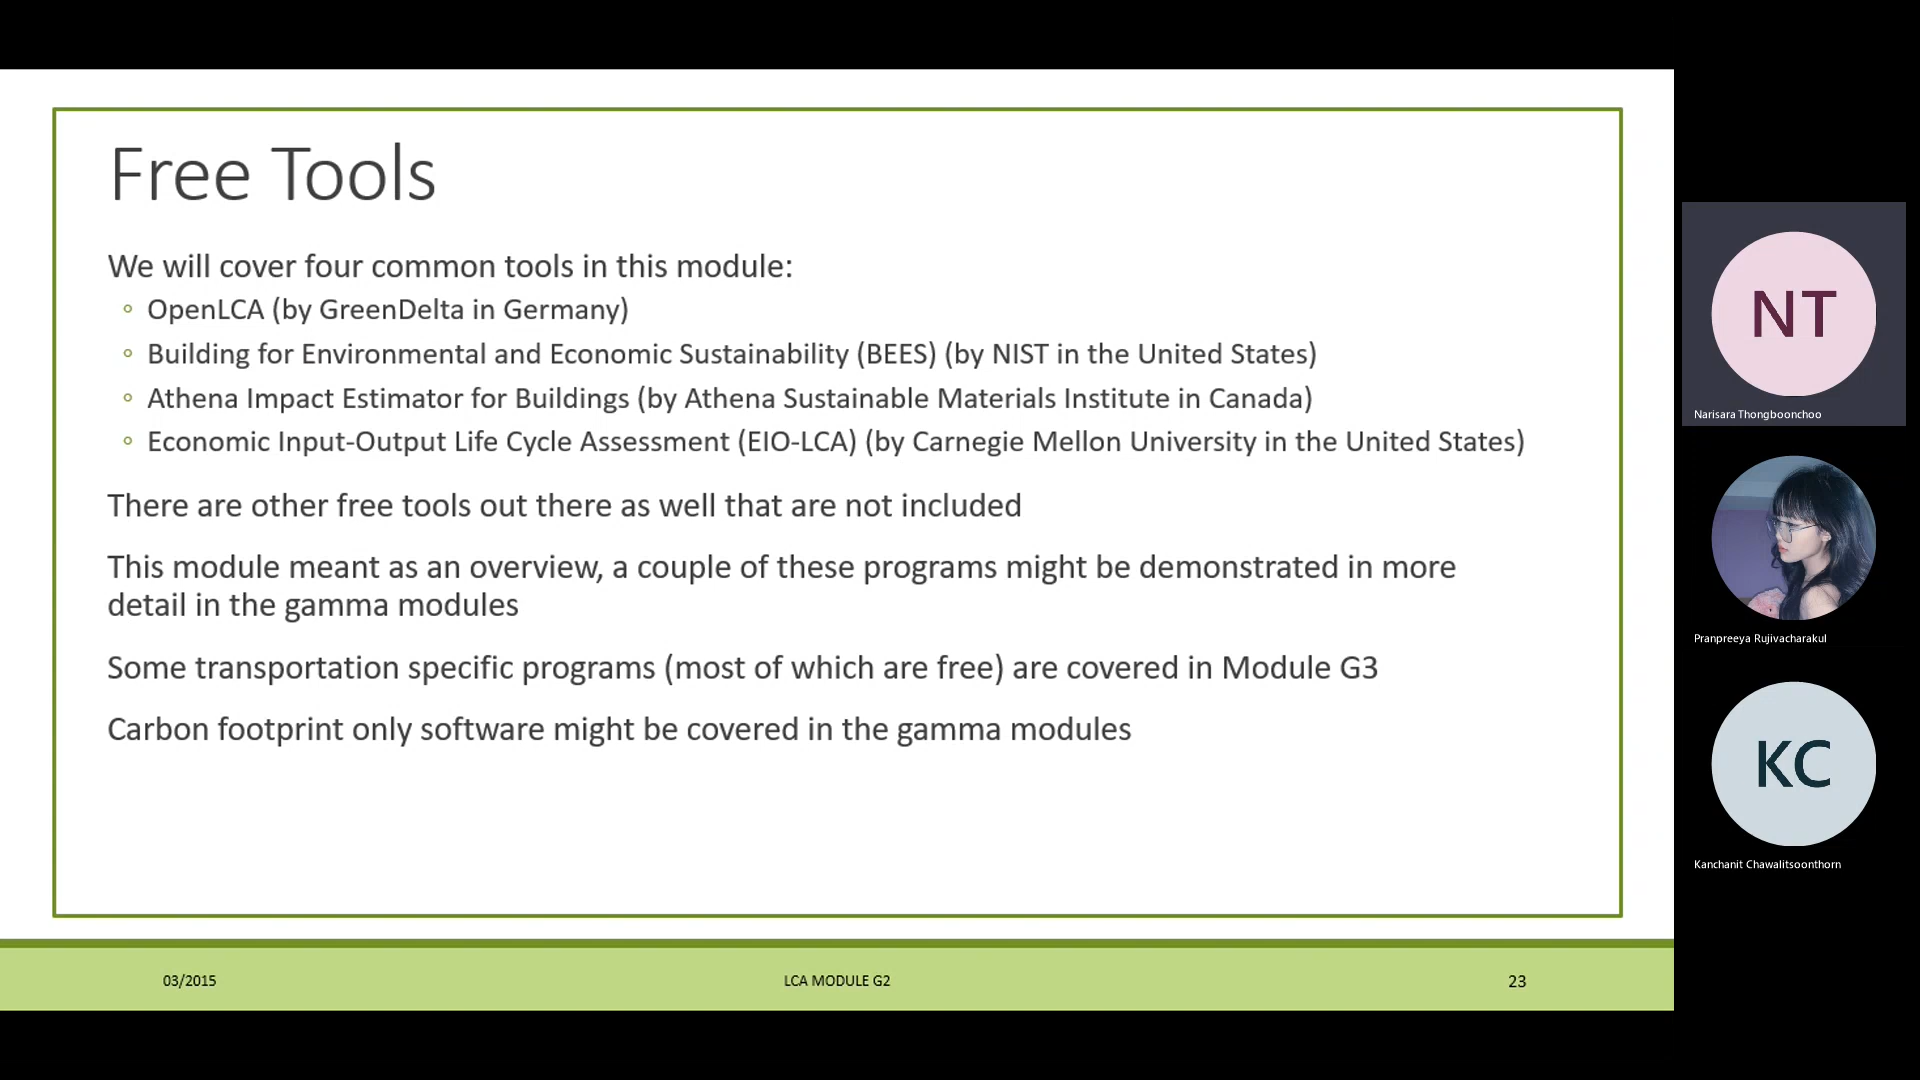 Free Tools
We will cover four common tools in this module:
◦ OpenLCA (by GreenDelta in Germany)
◦ Building for Environmental and Economic Sustainability (BEES) (by NIST in the United States)
◦ Athena Impact Estimator for Buildings (by Athena Sustainable Materials Institute in Canada)
◦ Economic Input-Output Life Cycle Assessment (EIO-LCA) (by Carnegie Mellon University in the United States)
There are other free tools out there as well that are not included
This module meant as an overview, a couple of these programs might be demonstrated in more
detail in the gamma modules
Some transportation specific programs (most of which are free) are covered in Module G3
Carbon footprint only software might be covered in the gamma modules
03/2015
LCA MODULE G2
23
NT
Narisara Thongboonchoo
Pranpreeya Rujivacharakul
KC
Kanchanit Chawalitsoonthorn